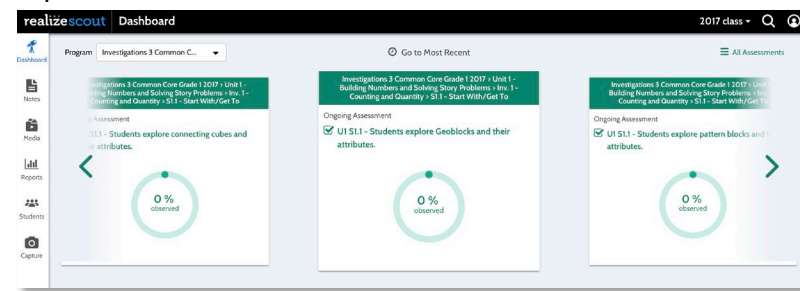 realizescout Dashboard 2017 class
Dashboard
Notes
Media
Reports
Students
Capture
Program Investigations 3 Common C...
Go to Most Recent
All Assessments
Investigations 3 Common Core Grade 1 2017 › Unit 1 -
Building Numbers and Solving Story Problems › Inv. 1 -
Counting and Quantity › S1.1 - Start With/Get To
Assessment
S1.1 - Students explore connecting cubes and
attributes.
0 %
observed
Investigations 3 Common Core Grade 1 2017 › Unit 1 -
Building Numbers and Solving Story Problems › Inv. 1 -
Counting and Quantity › S1.1 - Start With/Get To
Ongoing Assessment
U1 S1.1 - Students explore Geoblocks and their
attributes.
0 %
observed
Investigations 3 Common Core Grade 1 2017 › Unit
Building Numbers and Solving Story Problems ›
Counting and Quantity › S1.1 - Start With/Get To
Ongoing Assessment
U1 S1.1 - Students explore pattern blocks and
attributes.
0 %
observed